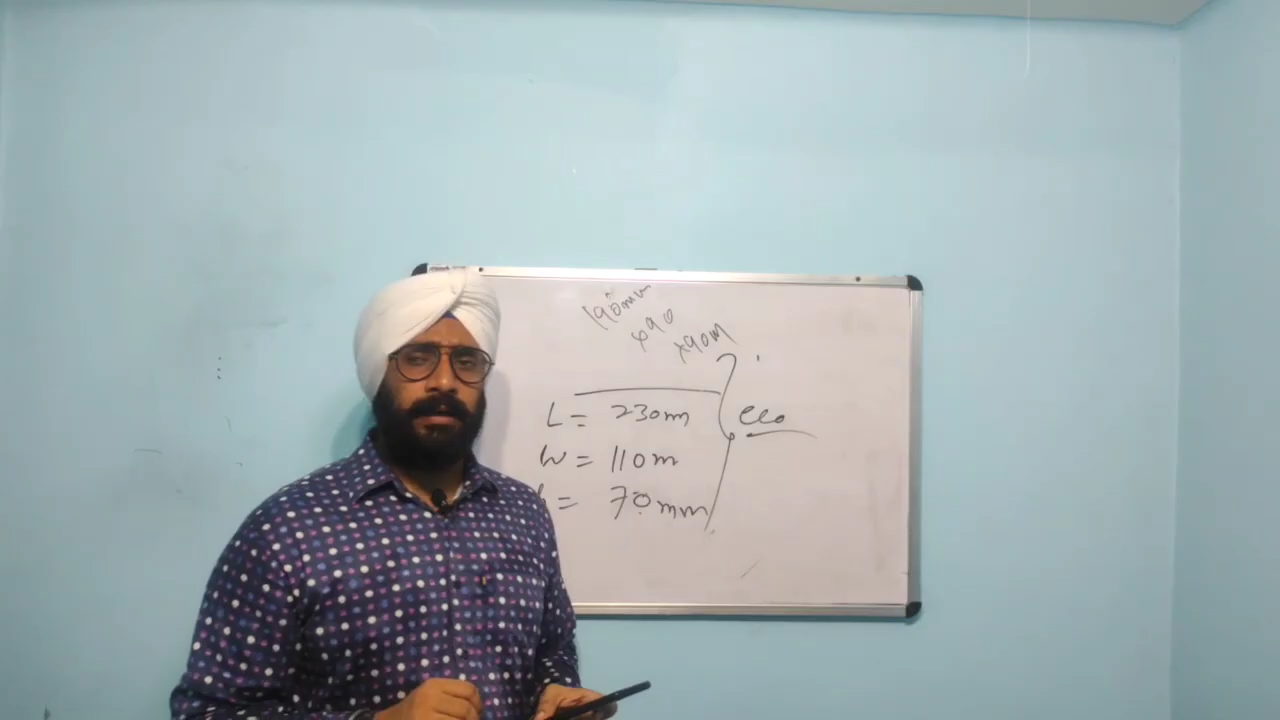 190mm
x90
x90m
L = 230m
W = 110m
= 70mm